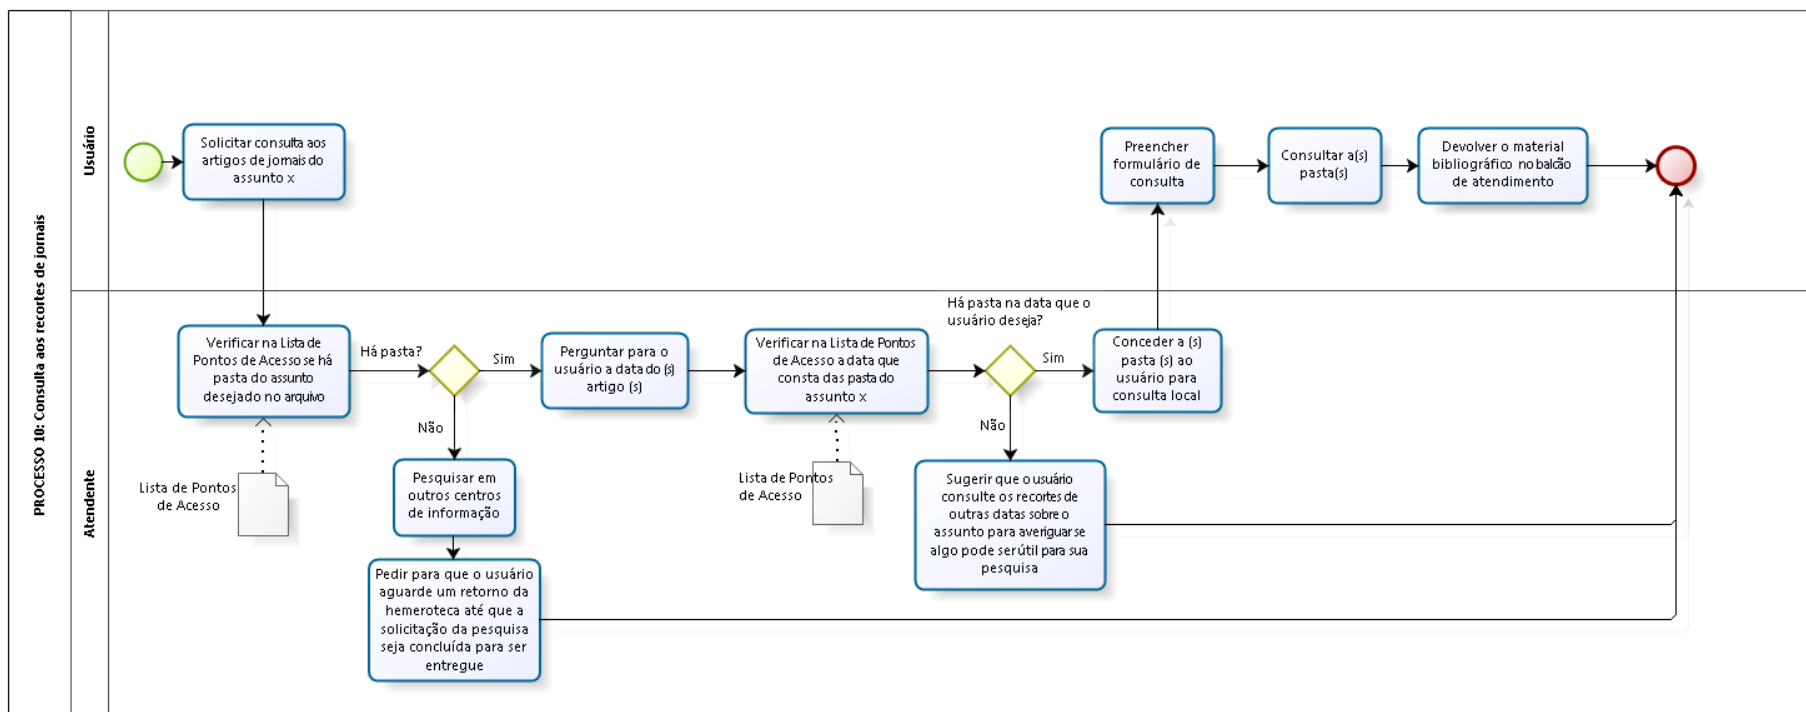 PROCESSO 10: Consulta aos recortes de jornais
Usuário
Solicitar consulta aos
artigos de jornais do
assunto x
Preencher
formulário de
consulta
Consultar a(s)
pasta(s)
Devolver o material
bibliográfico no balcão
de atendimento
Atendente
Verificar na Lista de
Pontos de Acesso se há
pasta do assunto
desejado no arquivo
Lista de Pontos
de Acesso
Há pasta?
Sim
Não
Pesquisar em
outros centros
de informação
Pedir para que o usuário
aguarde um retorno da
hemeroteca até que a
solicitação da pesquisa
seja concluída para ser
entregue
Perguntar para o
usuário a data do (s)
artigo (s)
Verificar na Lista de Pontos
de Acesso a data que
consta das pasta do
assunto x
Lista de Pontos
de Acesso
Há pasta na data que o
usuário deseja?
Sim
Não
Sugerir que o usuário
consulte os recortes de
outras datas sobre o
assunto para averiguar se
algo pode ser útil para sua
pesquisa
Conceder a (s)
pasta (s) ao
usuário para
consulta local